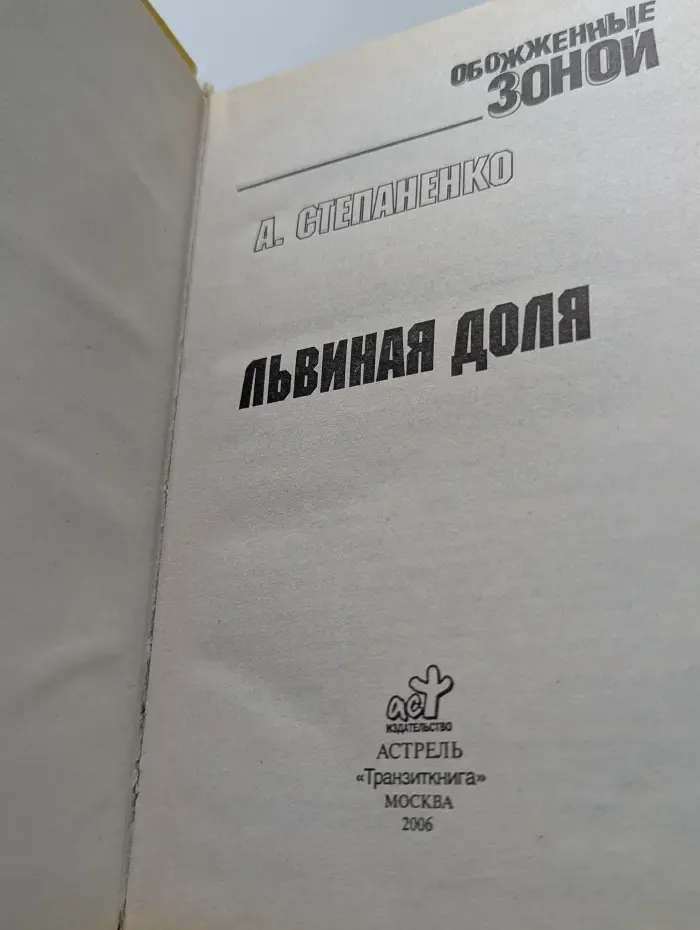 ОБОЖЖЕННЫЕ
ЗОНОЙ
А. СТЕПАНЕНКО
ЛЬВИНАЯ ДОЛЯ
аст
ИЗДАТЕЛЬСТВО
АСТРЕЛЬ
«Транзиткнига»
МОСКВА
2006